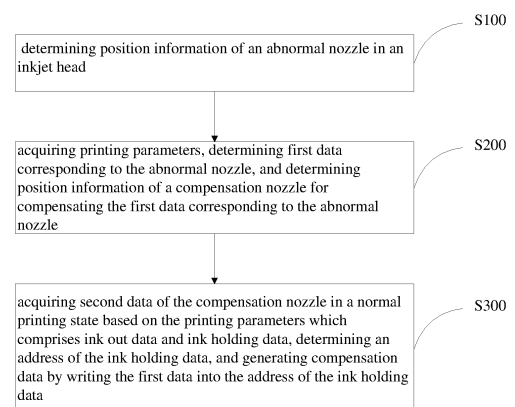 S100
determining position information of an abnormal nozzle in an
inkjet head
S200
acquiring printing parameters, determining first data
corresponding to the abnormal nozzle, and determining
position information of a compensation nozzle for
compensating the first data corresponding to the abnormal
nozzle
S300
acquiring second data of the compensation nozzle in a normal
printing state based on the printing parameters which
comprises ink out data and ink holding data, determining an
address of the ink holding data, and generating compensation
data by writing the first data into the address of the ink holding
data